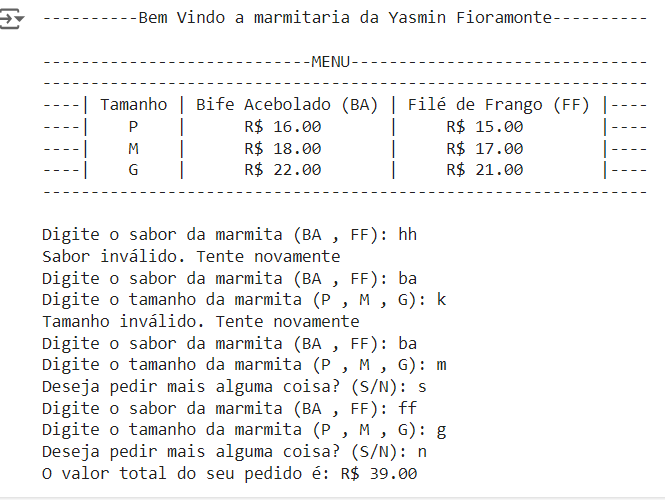 ----------Bem Vindo a marmitaria da Yasmin Fioramonte----------
----------------------------MENU-------------------------------
---------------------------------------------------------------
----| Tamanho | Bife Acebolado (BA) | Filé de Frango (FF) |----
----|    P    |      R$ 16.00       |     R$ 15.00        |----
----|    M    |      R$ 18.00       |     R$ 17.00        |----
----|    G    |      R$ 22.00       |     R$ 21.00        |----
---------------------------------------------------------------
Digite o sabor da marmita (BA , FF): hh
Sabor inválido. Tente novamente
Digite o sabor da marmita (BA , FF): ba
Digite o tamanho da marmita (P , M , G): k
Tamanho inválido. Tente novamente
Digite o sabor da marmita (BA , FF): ba
Digite o tamanho da marmita (P , M , G): m
Deseja pedir mais alguma coisa? (S/N): s
Digite o sabor da marmita (BA , FF): ff
Digite o tamanho da marmita (P , M , G): g
Deseja pedir mais alguma coisa? (S/N): n
O valor total do seu pedido é: R$ 39.00